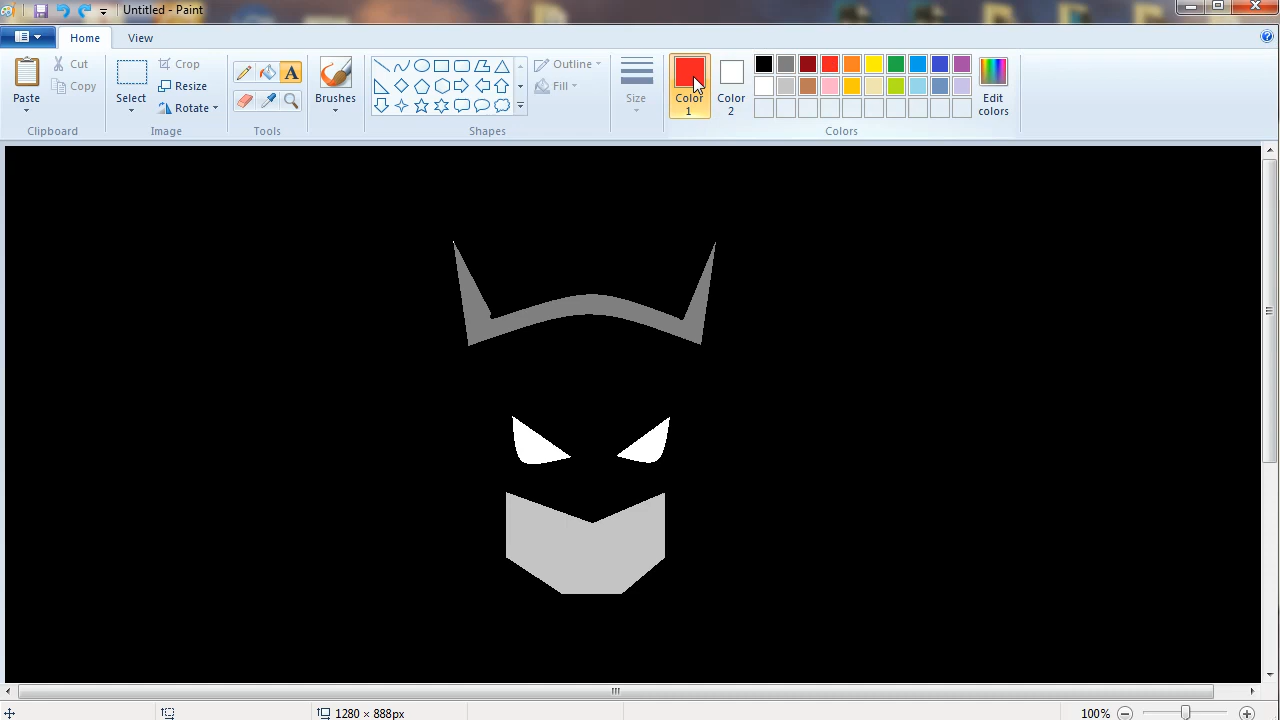 Untitled - Paint
Home View
Paste
Cut
Copy
Clipboard
Select
Crop
Resize
Rotate
Image
A
Tools
Brushes
Shapes
Outline
Fill
Size
Color
1
Color
2
Edit
colors
Colors
1280 × 888px
100%